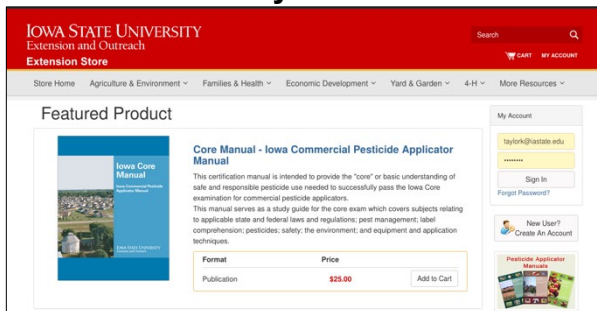 IOWA STATE UNIVERSITY
Extension and Outreach
Extension Store
Search
CART MY ACCOUNT
Store Home Agriculture & Environment Families & Health Economic Development Yard & Garden 4-H More Resources
Featured Product
Iowa Core
Manual
Iowa Commercial Pesticide
Applicator Manual
IOWA STATE UNIVERSITY
Core Manual - Iowa Commercial Pesticide Applicator
Manual
This certification manual is intended to provide the "core" or basic understanding of
safe and responsible pesticide use needed to successfully pass the Iowa Core
examination for commercial pesticide applicators.
This manual serves as a study guide for the core exam which covers subjects relating
to applicable state and federal laws and regulations; pest management; label
comprehension; pesticides; safety; the environment; and equipment and application
techniques.
Format Price
Publication $25.00 Add to Cart
My Account
taylork@iastate.edu
••••••••
Sign In
Forgot Password?
New User?
Create An Account
Pesticide Applicator
Manuals